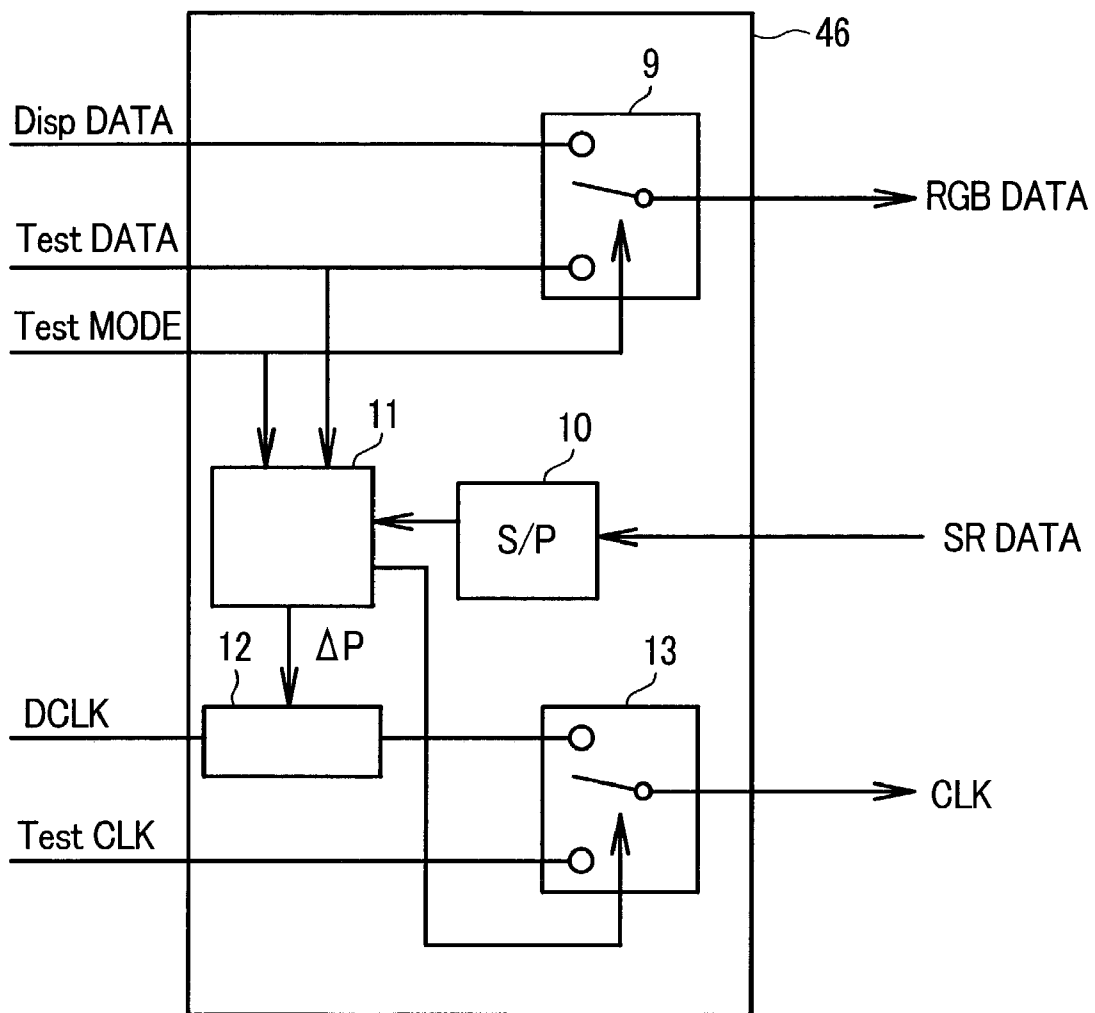 46
9
Disp DATA
RGB DATA
Test DATA
Test MODE
11
10
S/P
SR DATA
ΔP
12
13
DCLK
CLK
Test CLK